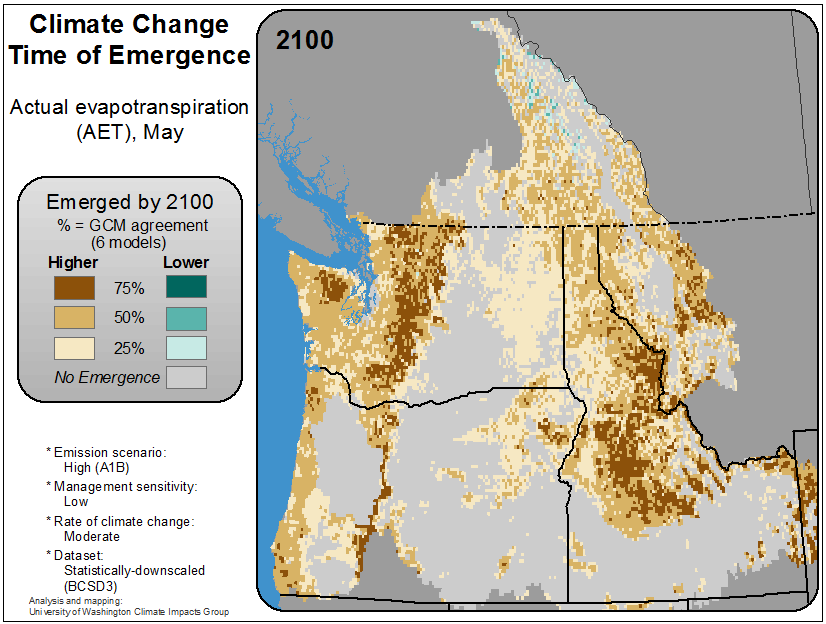 Climate Change
Time of Emergence
Actual evapotranspiration
(AET), May
Emerged by 2100
% = GCM agreement
(6 models)
Higher Lower
75%
50%
25%
No Emergence
* Emission scenario:
High (A1B)
* Management sensitivity:
Low
* Rate of climate change:
Moderate
* Dataset:
Statistically-downscaled
(BCSD3)
Analysis and mapping:
University of Washington Climate Impacts Group
2100